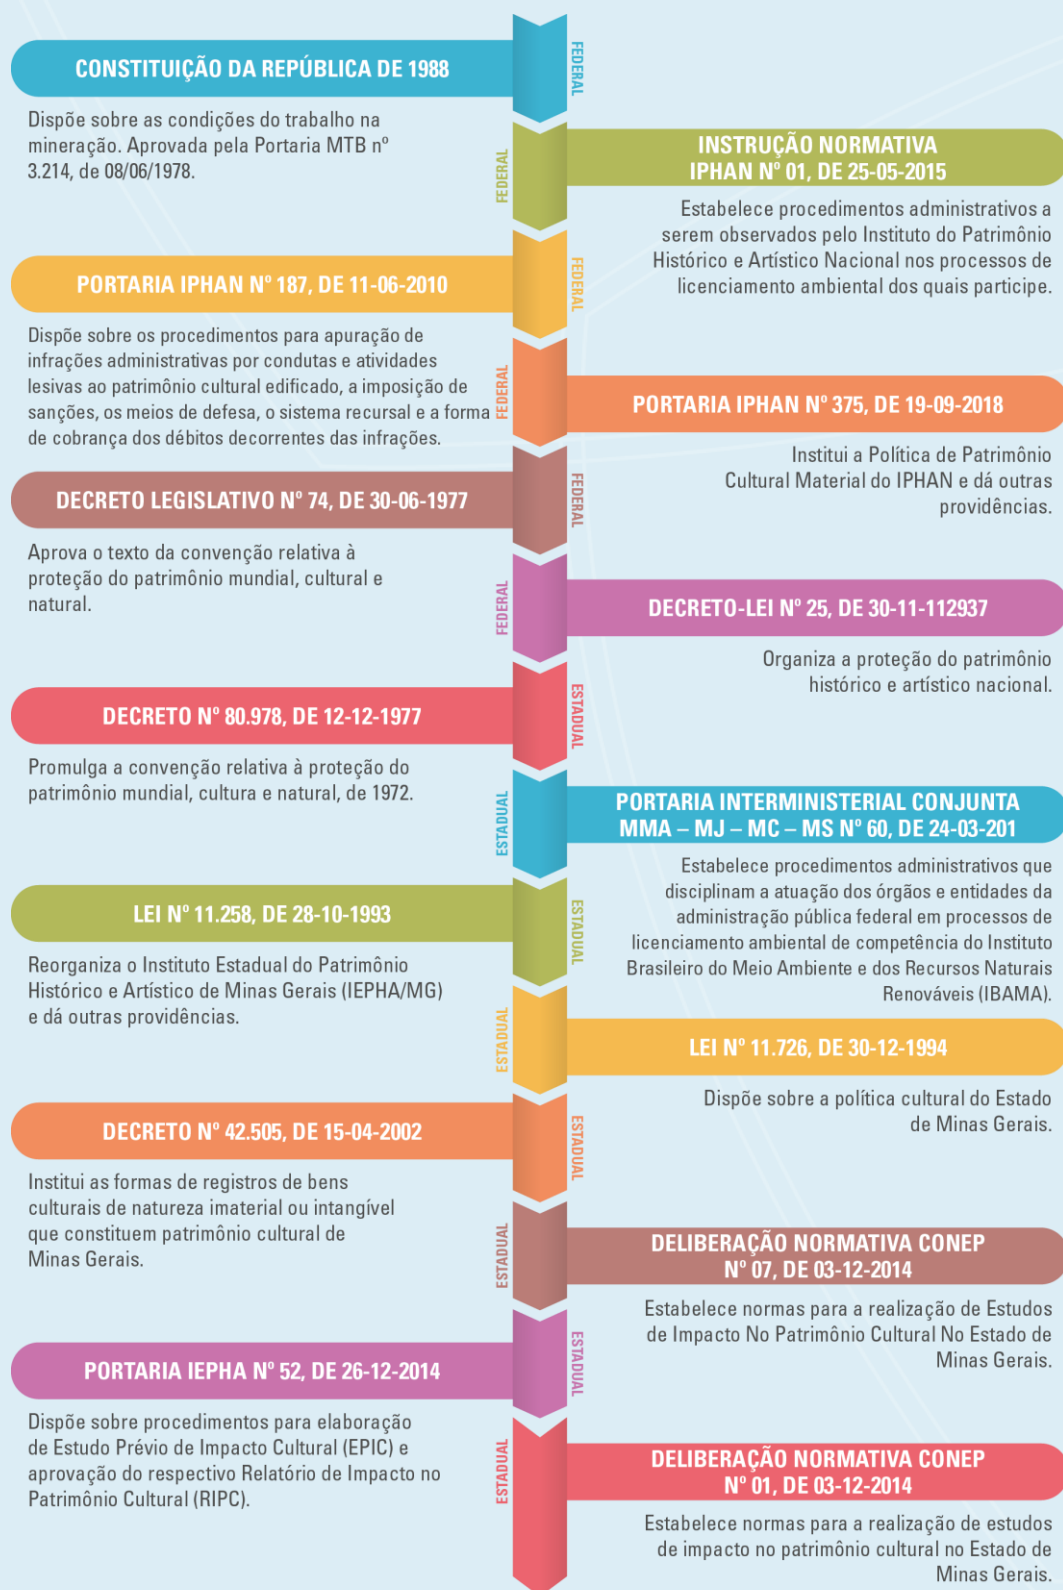 FEDERAL
CONSTITUIÇÃO DA REPÚBLICA DE 1988
Dispõe sobre as condições do trabalho na
mineração. Aprovada pela Portaria MTB nº
3.214, de 08/06/1978.
FEDERAL
INSTRUÇÃO NORMATIVA
IPHAN Nº 01, DE 25-05-2015
Estabelece procedimentos administrativos a
serem observados pelo Instituto do Patrimônio
Histórico e Artístico Nacional nos processos de
licenciamento ambiental dos quais participe.
FEDERAL
PORTARIA IPHAN Nº 187, DE 11-06-2010
Dispõe sobre os procedimentos para apuração de
infrações administrativas por condutas e atividades
lesivas ao patrimônio cultural edificado, a imposição de
sanções, os meios de defesa, o sistema recursal e a forma
de cobrança dos débitos decorrentes das infrações.
FEDERAL
PORTARIA IPHAN Nº 375, DE 19-09-2018
Institui a Política de Patrimônio
Cultural Material do IPHAN e dá outras
providências.
FEDERAL
DECRETO LEGISLATIVO Nº 74, DE 30-06-1977
Aprova o texto da convenção relativa à
proteção do patrimônio mundial, cultural e
natural.
FEDERAL
DECRETO-LEI Nº 25, DE 30-11-112937
Organiza a proteção do patrimônio
histórico e artístico nacional.
ESTADUAL
DECRETO Nº 80.978, DE 12-12-1977
Promulga a convenção relativa à proteção do
patrimônio mundial, cultura e natural, de 1972.
ESTADUAL
PORTARIA INTERMINISTERIAL CONJUNTA
MMA – MJ – MC – MS Nº 60, DE 24-03-201
Estabelece procedimentos administrativos que
disciplinam a atuação dos órgãos e entidades da
administração pública federal em processos de
licenciamento ambiental de competência do Instituto
Brasileiro do Meio Ambiente e dos Recursos Naturais
Renováveis (IBAMA).
ESTADUAL
LEI Nº 11.258, DE 28-10-1993
Reorganiza o Instituto Estadual do Patrimônio
Histórico e Artístico de Minas Gerais (IEPHA/MG)
e dá outras providências.
ESTADUAL
LEI Nº 11.726, DE 30-12-1994
Dispõe sobre a política cultural do Estado
de Minas Gerais.
ESTADUAL
DECRETO Nº 42.505, DE 15-04-2002
Institui as formas de registros de bens
culturais de natureza imaterial ou intangível
que constituem patrimônio cultural de
Minas Gerais.
ESTADUAL
DELIBERAÇÃO NORMATIVA CONEP
Nº 07, DE 03-12-2014
Estabelece normas para a realização de Estudos
de Impacto No Patrimônio Cultural No Estado de
Minas Gerais.
ESTADUAL
PORTARIA IEPHA Nº 52, DE 26-12-2014
Dispõe sobre procedimentos para elaboração
de Estudo Prévio de Impacto Cultural (EPIC) e
aprovação do respectivo Relatório de Impacto no
Patrimônio Cultural (RIPC).
ESTADUAL
DELIBERAÇÃO NORMATIVA CONEP
Nº 01, DE 03-12-2014
Estabelece normas para a realização de estudos
de impacto no patrimônio cultural no Estado de
Minas Gerais.